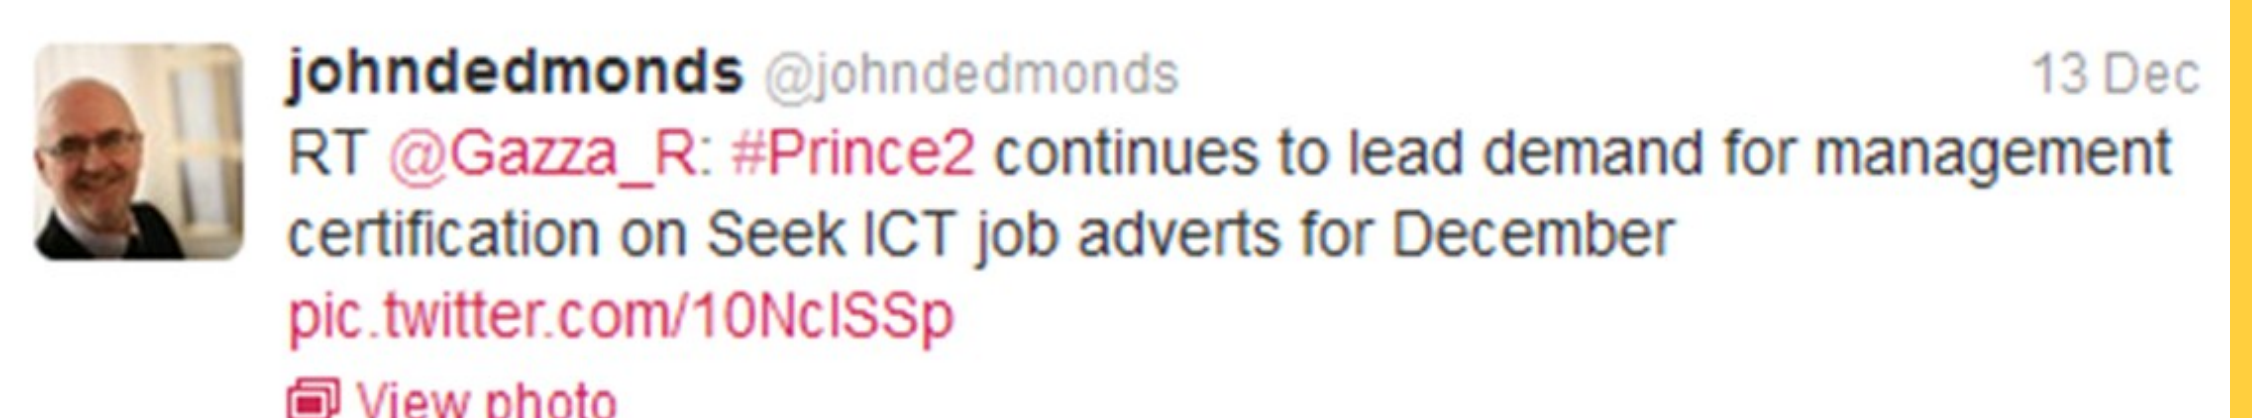 johndedmonds @johndedmonds 13 Dec
RT @Gazza_R: #Prince2 continues to lead demand for management
certification on Seek ICT job adverts for December
pic.twitter.com/10NcISSp
View photo